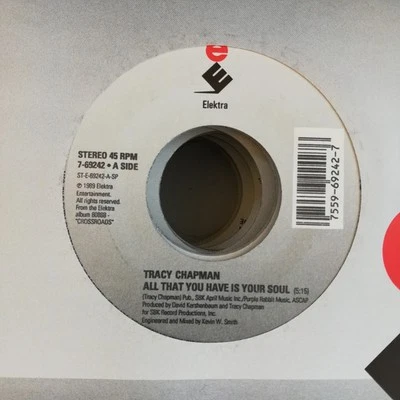 e
E
Elektra
STEREO 45 RPM
7-69242 • A SIDE
ST-E-69242-A-SP
℗ 1989 Elektra
Entertainment.
All rights reserved.
From the Elektra
album 60888 -
"CROSSROADS"
7559-69242-7
TRACY CHAPMAN
ALL THAT YOU HAVE IS YOUR SOUL (5:15)
(Tracy Chapman) Pub., SBK April Music Inc./Purple Rabbit Music, ASCAP
Produced by David Kershenbaum and Tracy Chapman
for SBK Record Productions, Inc.
Engineered and Mixed by Kevin W. Smith